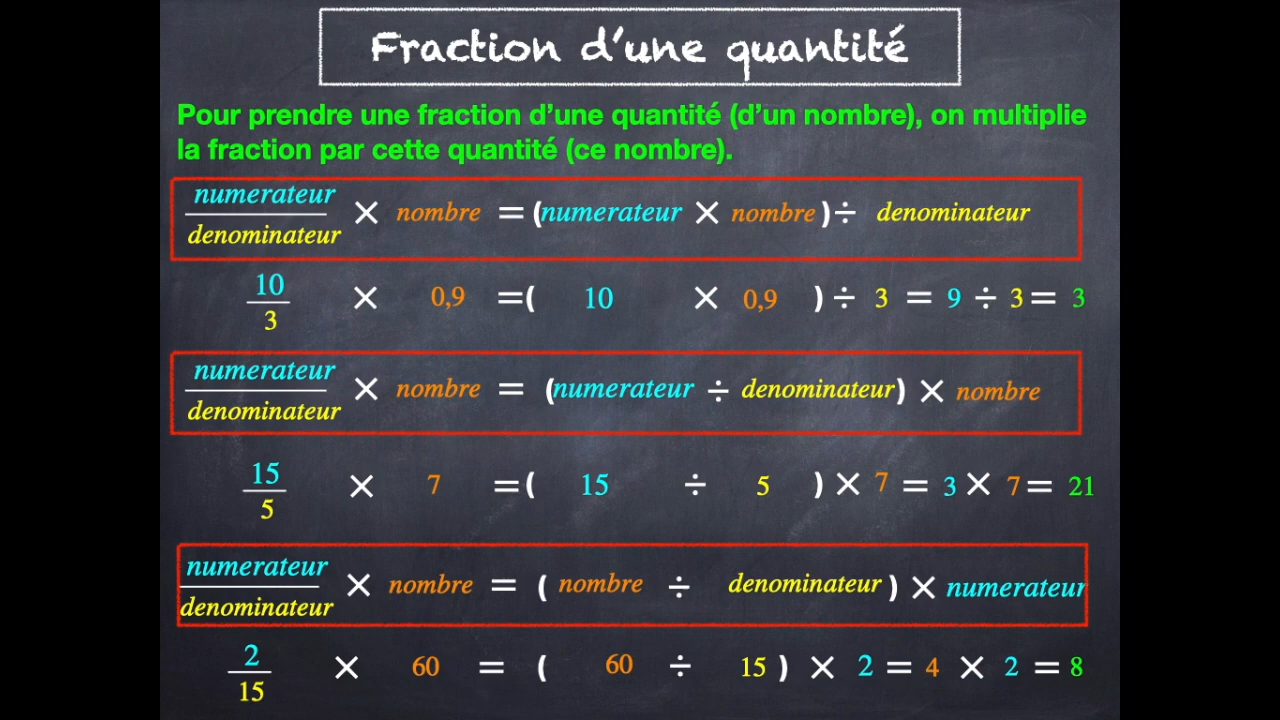 Fraction d'une quantité
Pour prendre une fraction d'une quantité (d'un nombre), on multiplie
la fraction par cette quantité (ce nombre).
numerateur
denominateur
× nombre = (numerateur × nombre) ÷ denominateur
10
3
× 0,9 = ( 10 × 0,9 ) ÷ 3 = 9 ÷ 3 = 3
numerateur
denominateur
× nombre = (numerateur ÷ denominateur) × nombre
15
5
× 7 = ( 15 ÷ 5 ) × 7 = 3 × 7 = 21
numerateur
denominateur
× nombre = ( nombre ÷ denominateur ) × numerateur
2
15
× 60 = ( 60 ÷ 15 ) × 2 = 4 × 2 = 8